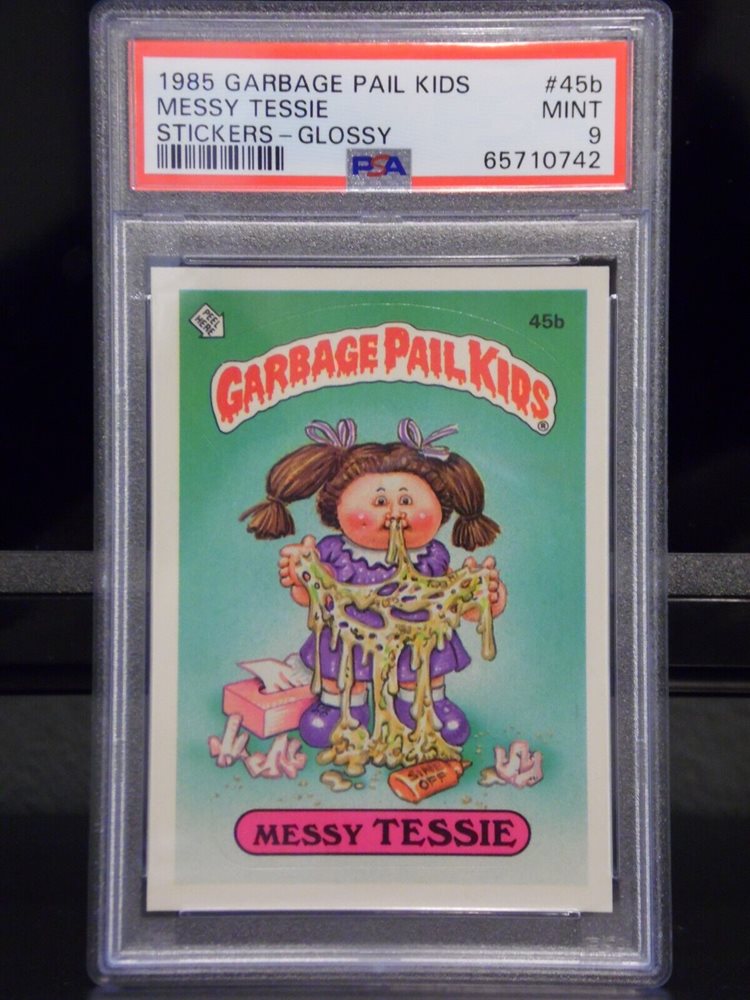 1985 GARBAGE PAIL KIDS #45b
MESSY TESSIE MINT
STICKERS – GLOSSY 9
PSA 65710742
PEEL
HERE
45b
GARBAGE PAIL KIDS
®
SINE
OFF
MESSY TESSIE